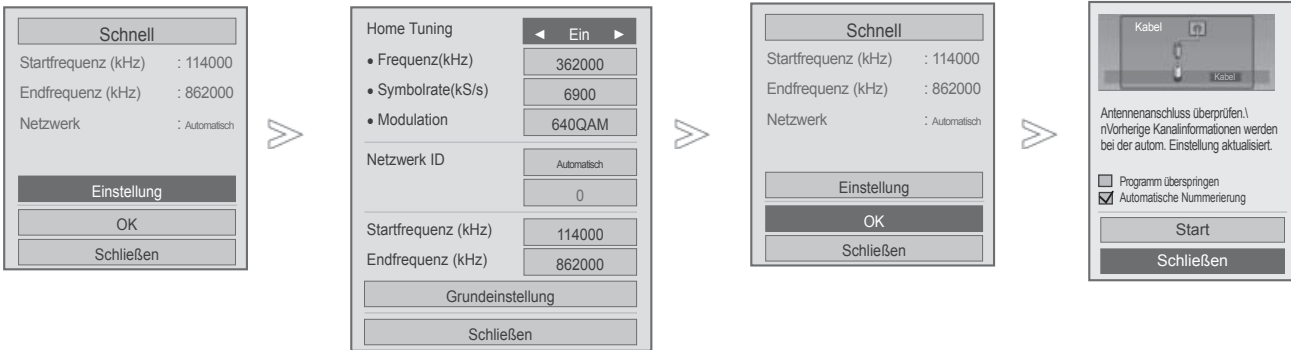 Schnell
Startfrequenz (kHz) : 114000
Endfrequenz (kHz) : 862000
Netzwerk : Automatisch
Einstellung
OK
Schließen
Home Tuning ◄ Ein ►
• Frequenz(kHz) 362000
• Symbolrate(kS/s) 6900
• Modulation 640QAM
Netzwerk ID Automatisch
0
Startfrequenz (kHz) 114000
Endfrequenz (kHz) 862000
Grundeinstellung
Schließen
Schnell
Startfrequenz (kHz) : 114000
Endfrequenz (kHz) : 862000
Netzwerk : Automatisch
Einstellung
OK
Schließen
Kabel
Kabel
Antennenanschluss überprüfen.\
nVorherige Kanalinformationen werden
bei der autom. Einstellung aktualisiert.
Programm überspringen
Automatische Nummerierung
Start
Schließen